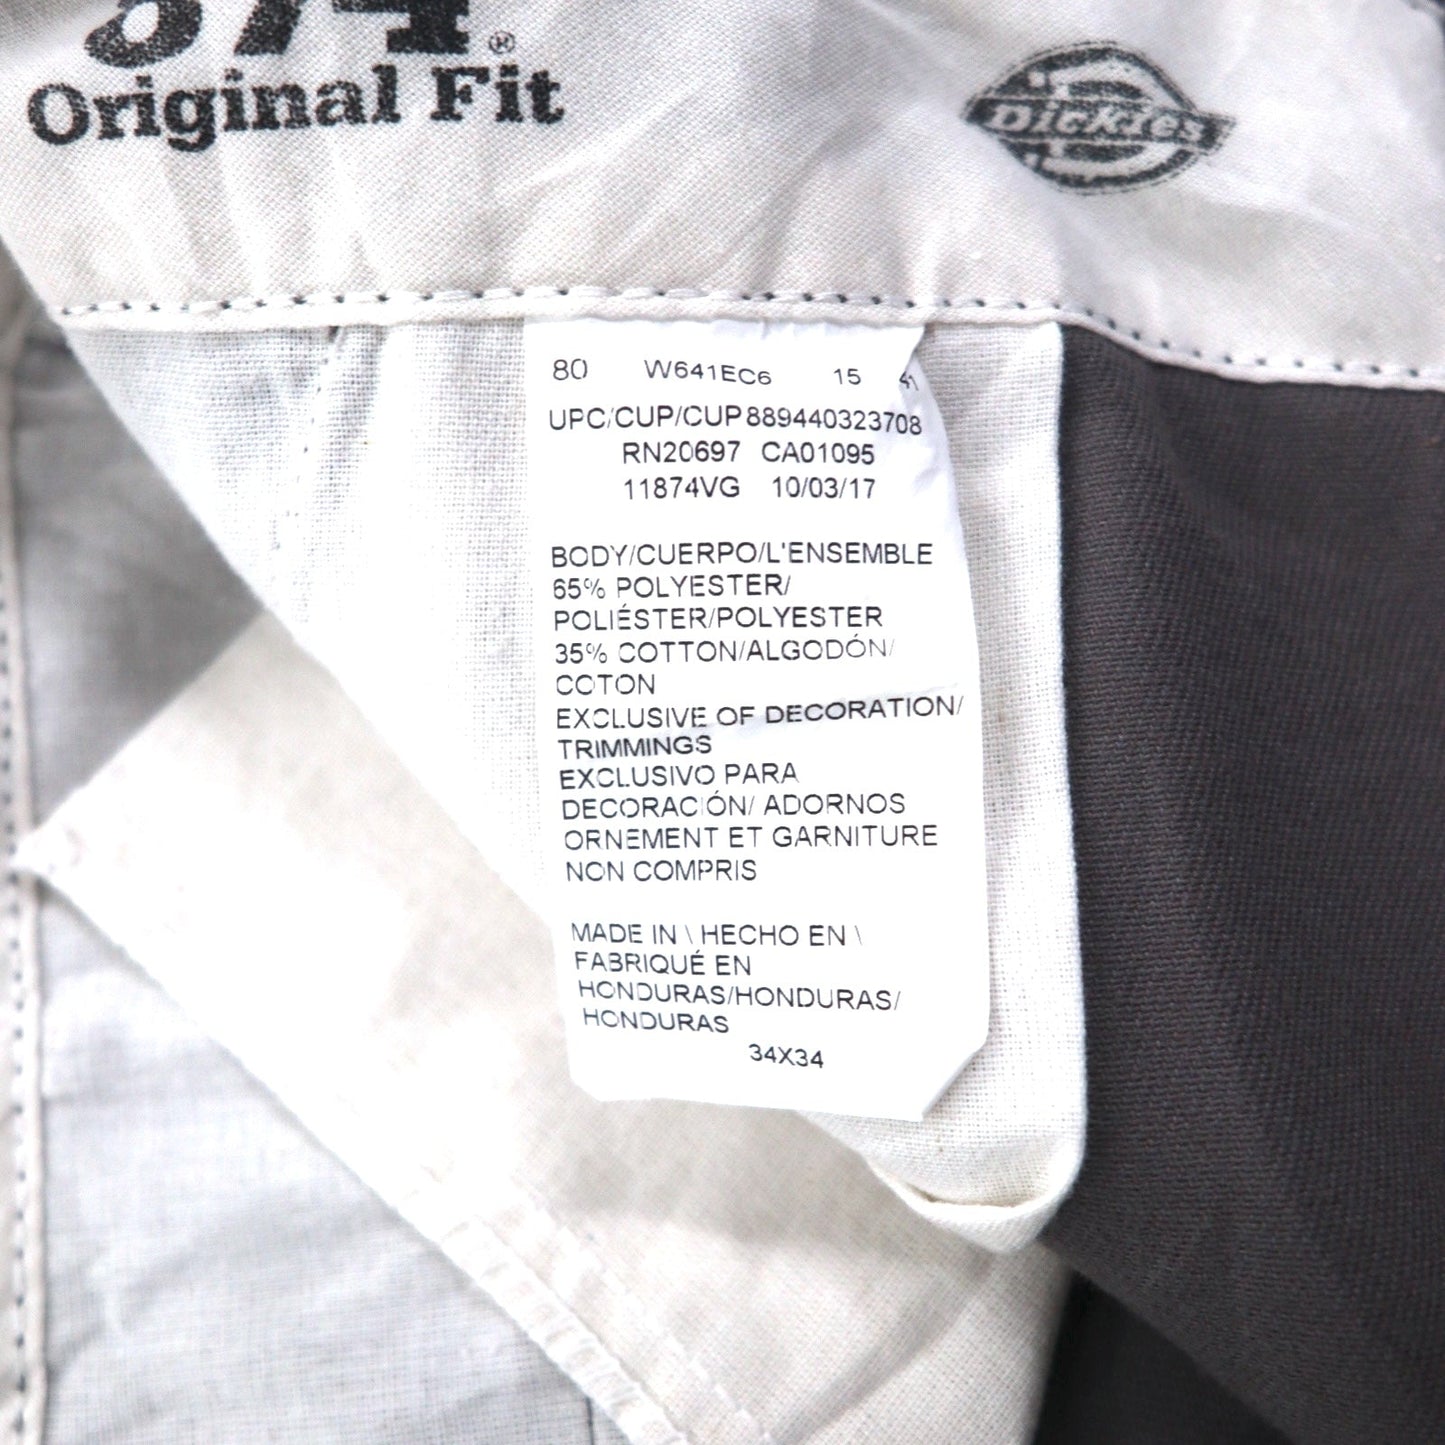 874®
Original Fit
Dickies
80 W641EC6 15 41
UPC/CUP/CUP889440323708
RN20697 CA01095
11874VG 10/03/17
BODY/CUERPO/L'ENSEMBLE
65% POLYESTER/
POLIÉSTER/POLYESTER
35% COTTON/ALGODÓN/
COTON
EXCLUSIVE OF DECORATION/
TRIMMINGS
EXCLUSIVO PARA
DECORACIÓN/ ADORNOS
ORNEMENT ET GARNITURE
NON COMPRIS
MADE IN \ HECHO EN \
FABRIQUÉ EN
HONDURAS/HONDURAS/
HONDURAS
34X34